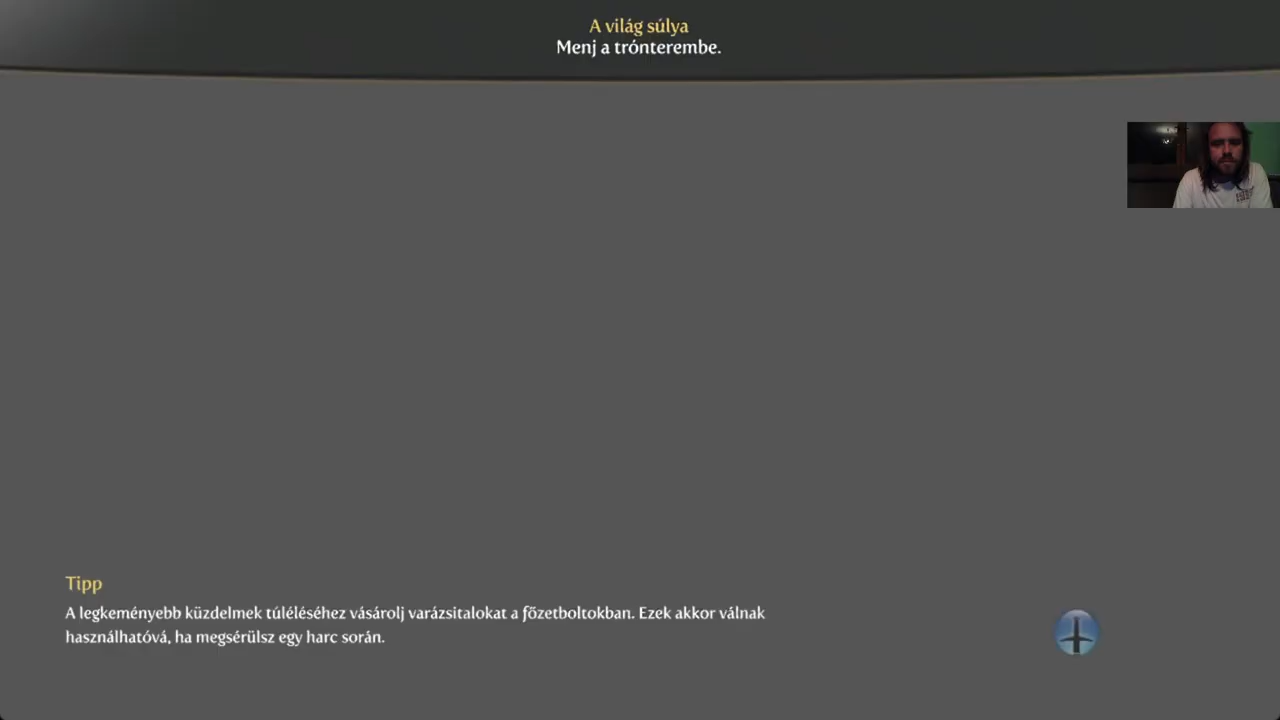 A világ súlya
Menj a trónterembe.
Tipp
A legkeményebb küzdelmek túléléséhez vásárolj varázsitalokat a főzetboltokban. Ezek akkor válnak
használhatóvá, ha megsérülsz egy harc során.